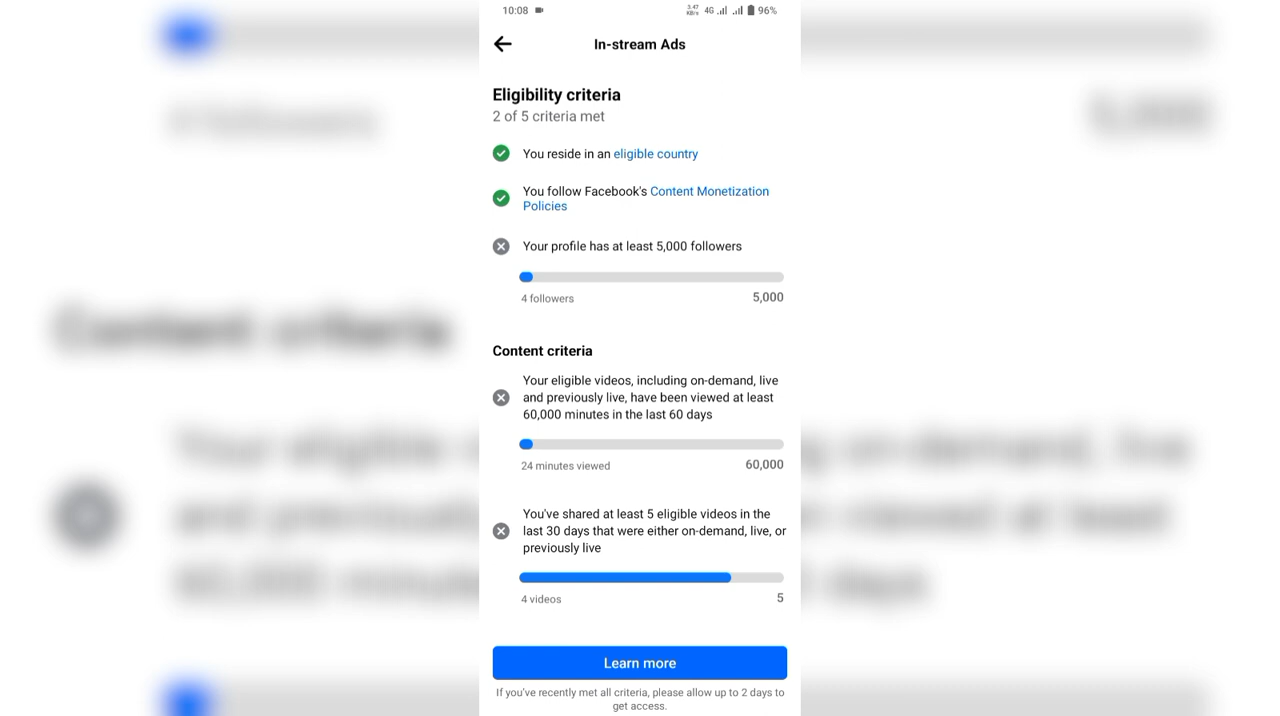 10:08 3.47 KB/s 4G 96%
In-stream Ads
Eligibility criteria
2 of 5 criteria met
You reside in an eligible country
You follow Facebook's Content Monetization
Policies
Your profile has at least 5,000 followers
4 followers 5,000
Content criteria
Your eligible videos, including on-demand, live
and previously live, have been viewed at least
60,000 minutes in the last 60 days
24 minutes viewed 60,000
You've shared at least 5 eligible videos in the
last 30 days that were either on-demand, live, or
previously live
4 videos 5
Learn more
If you've recently met all criteria, please allow up to 2 days to
get access.